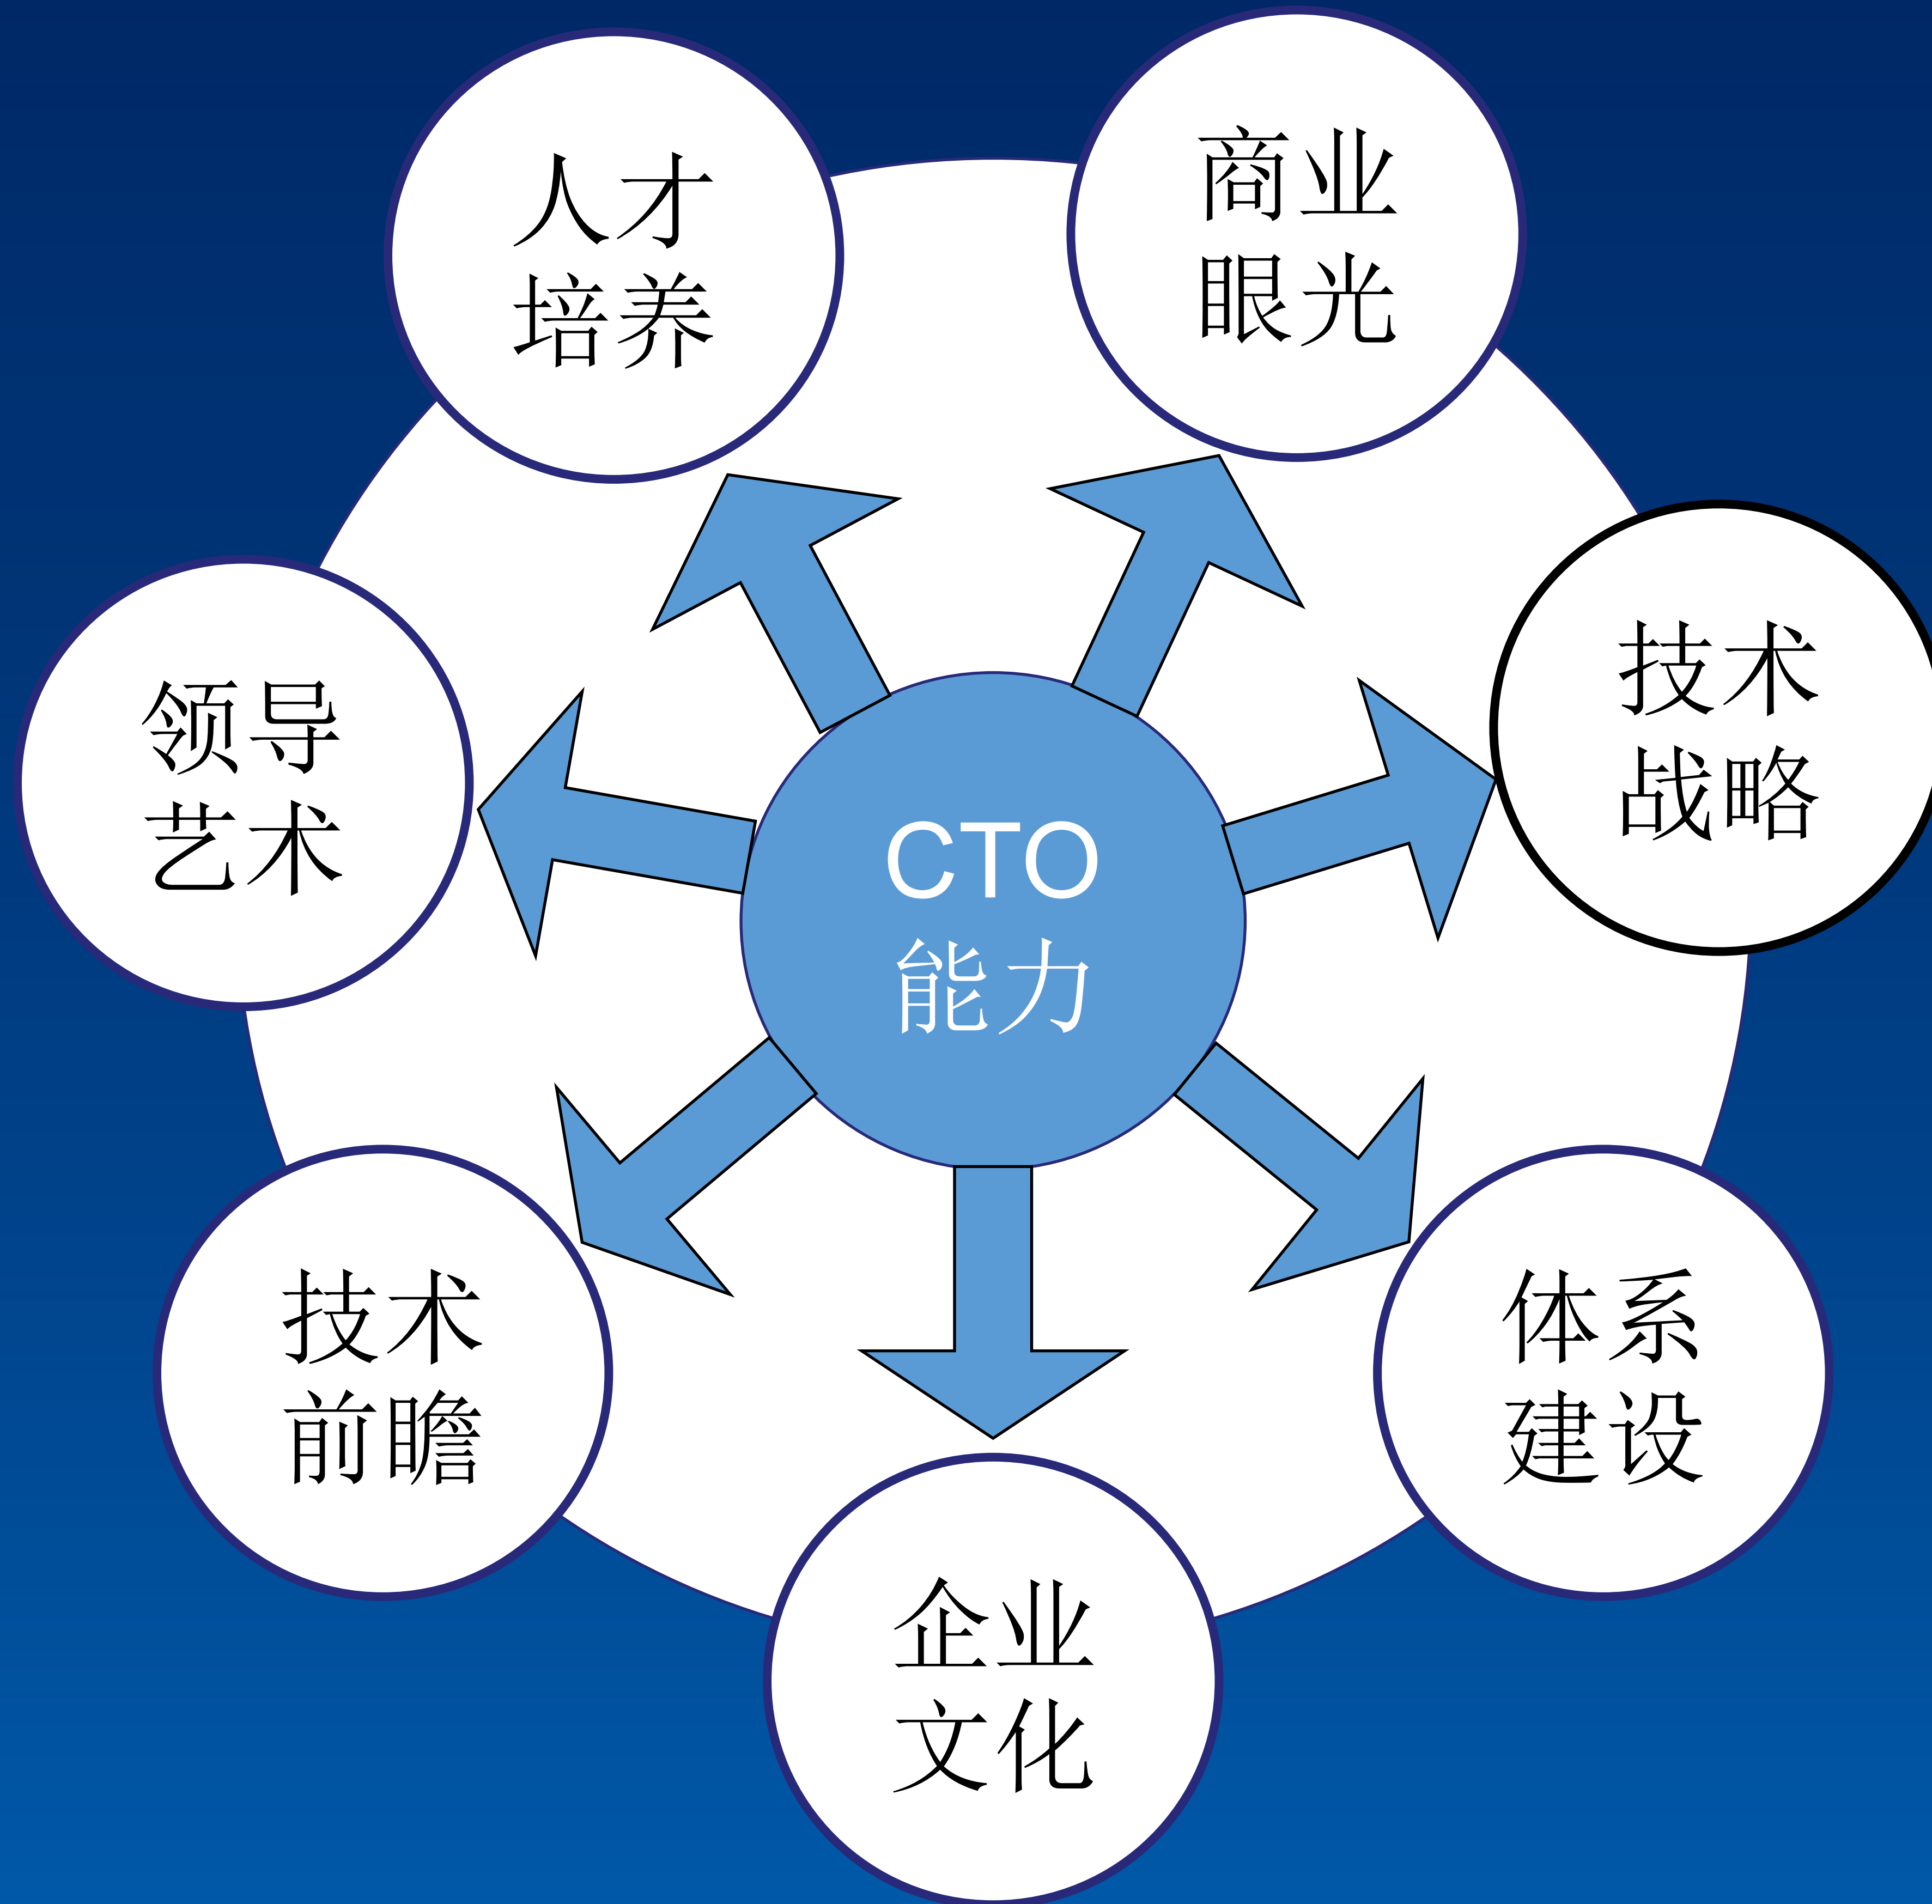 人才
培养
商业
眼光
领导
艺术
技术
战略
CTO
能力
技术
前瞻
体系
建设
企业
文化